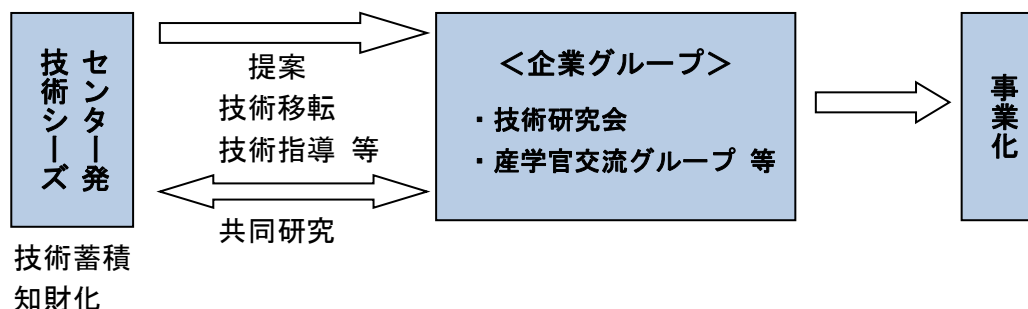 センター発
技術シーズ
技術蓄積
知財化
提案
技術移転
技術指導 等
共同研究
＜企業グループ＞
・技術研究会
・産学官交流グループ 等
事業化